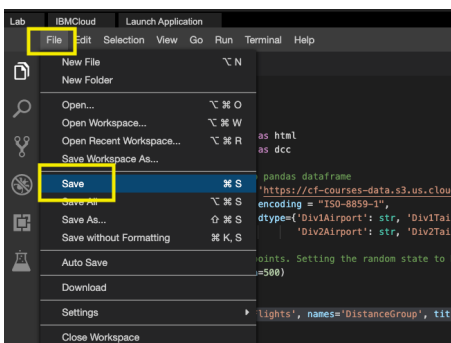 Lab IBMCloud Launch Application
File Edit Selection View Go Run Terminal Help
New File ⌥ N
New Folder
Open... ⌥ ⌘ O
Open Workspace... ⌥ ⌘ W
Open Recent Workspace... ⌥ ⌘ R
as html
Save Workspace As...
as dcc
pandas dataframe
Save ⌘ S
'https://cf-courses-data.s3.us.clou
Save All ⌥ ⌘ S
encoding = "ISO-8859-1",
Save As... ⇧ ⌘ S
dtype={'Div1Airport': str, 'Div1Tai
Save without Formatting ⌘ K, S
'Div2Airport': str, 'Div2Tai
Auto Save
oints. Setting the random state to
=500)
Download
Settings
lights', names='DistanceGroup', tit
Close Workspace